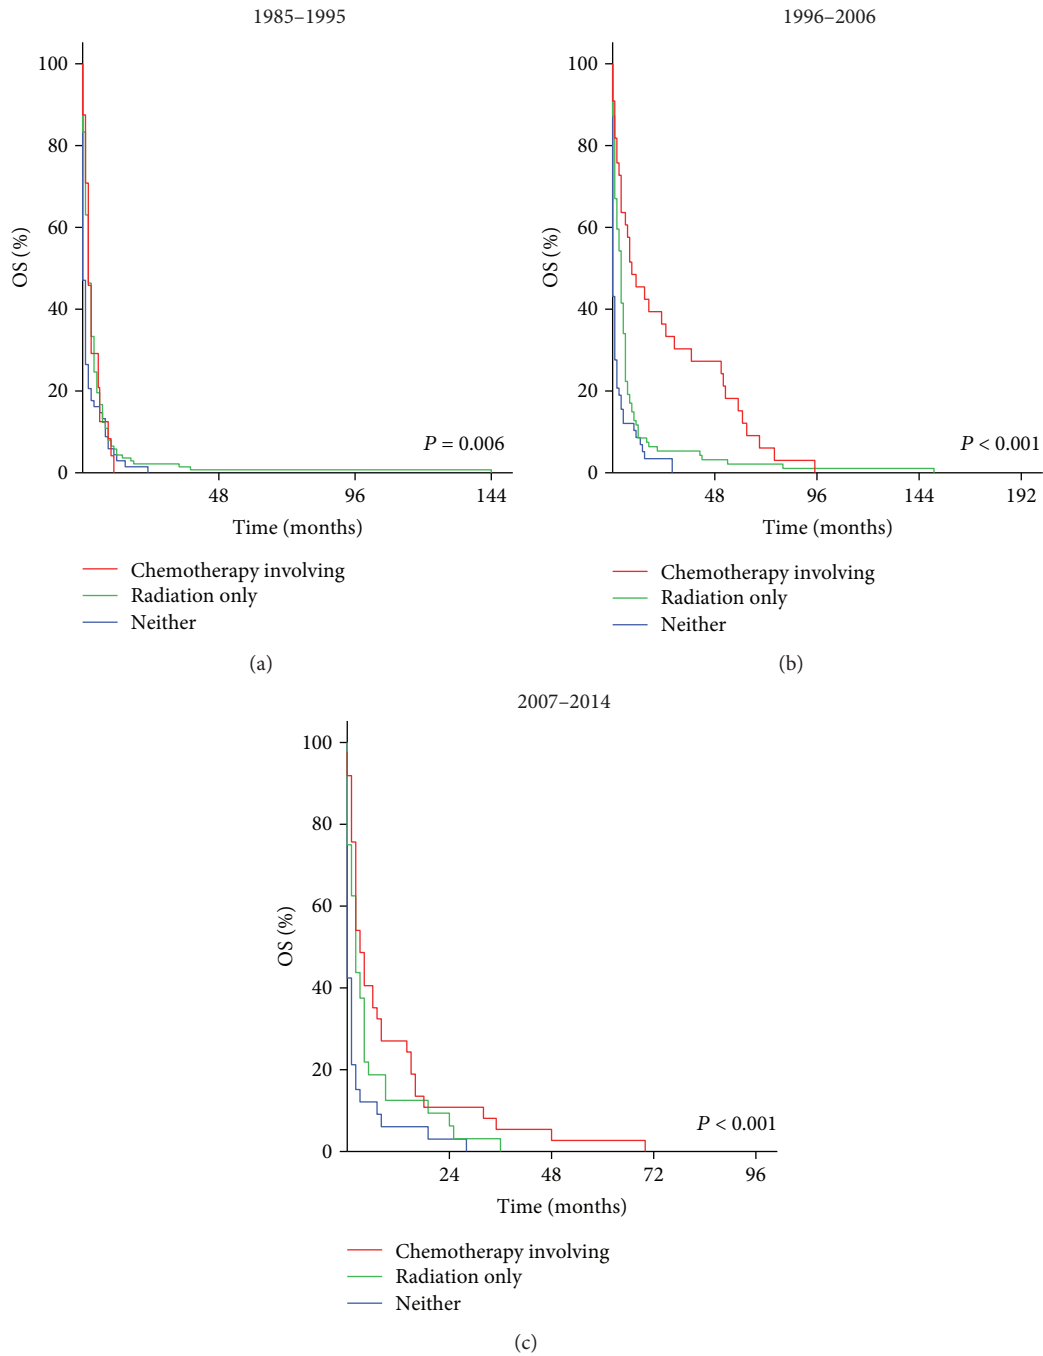 1985–1995
100
80
60
40
20
0
OS (%)
P = 0.006
48
96
144
Time (months)
Chemotherapy involving
Radiation only
Neither
(a)
1996–2006
100
80
60
40
20
0
OS (%)
P < 0.001
48
96
144
192
Time (months)
Chemotherapy involving
Radiation only
Neither
(b)
2007–2014
100
80
60
40
20
0
OS (%)
P < 0.001
24
48
72
96
Time (months)
Chemotherapy involving
Radiation only
Neither
(c)